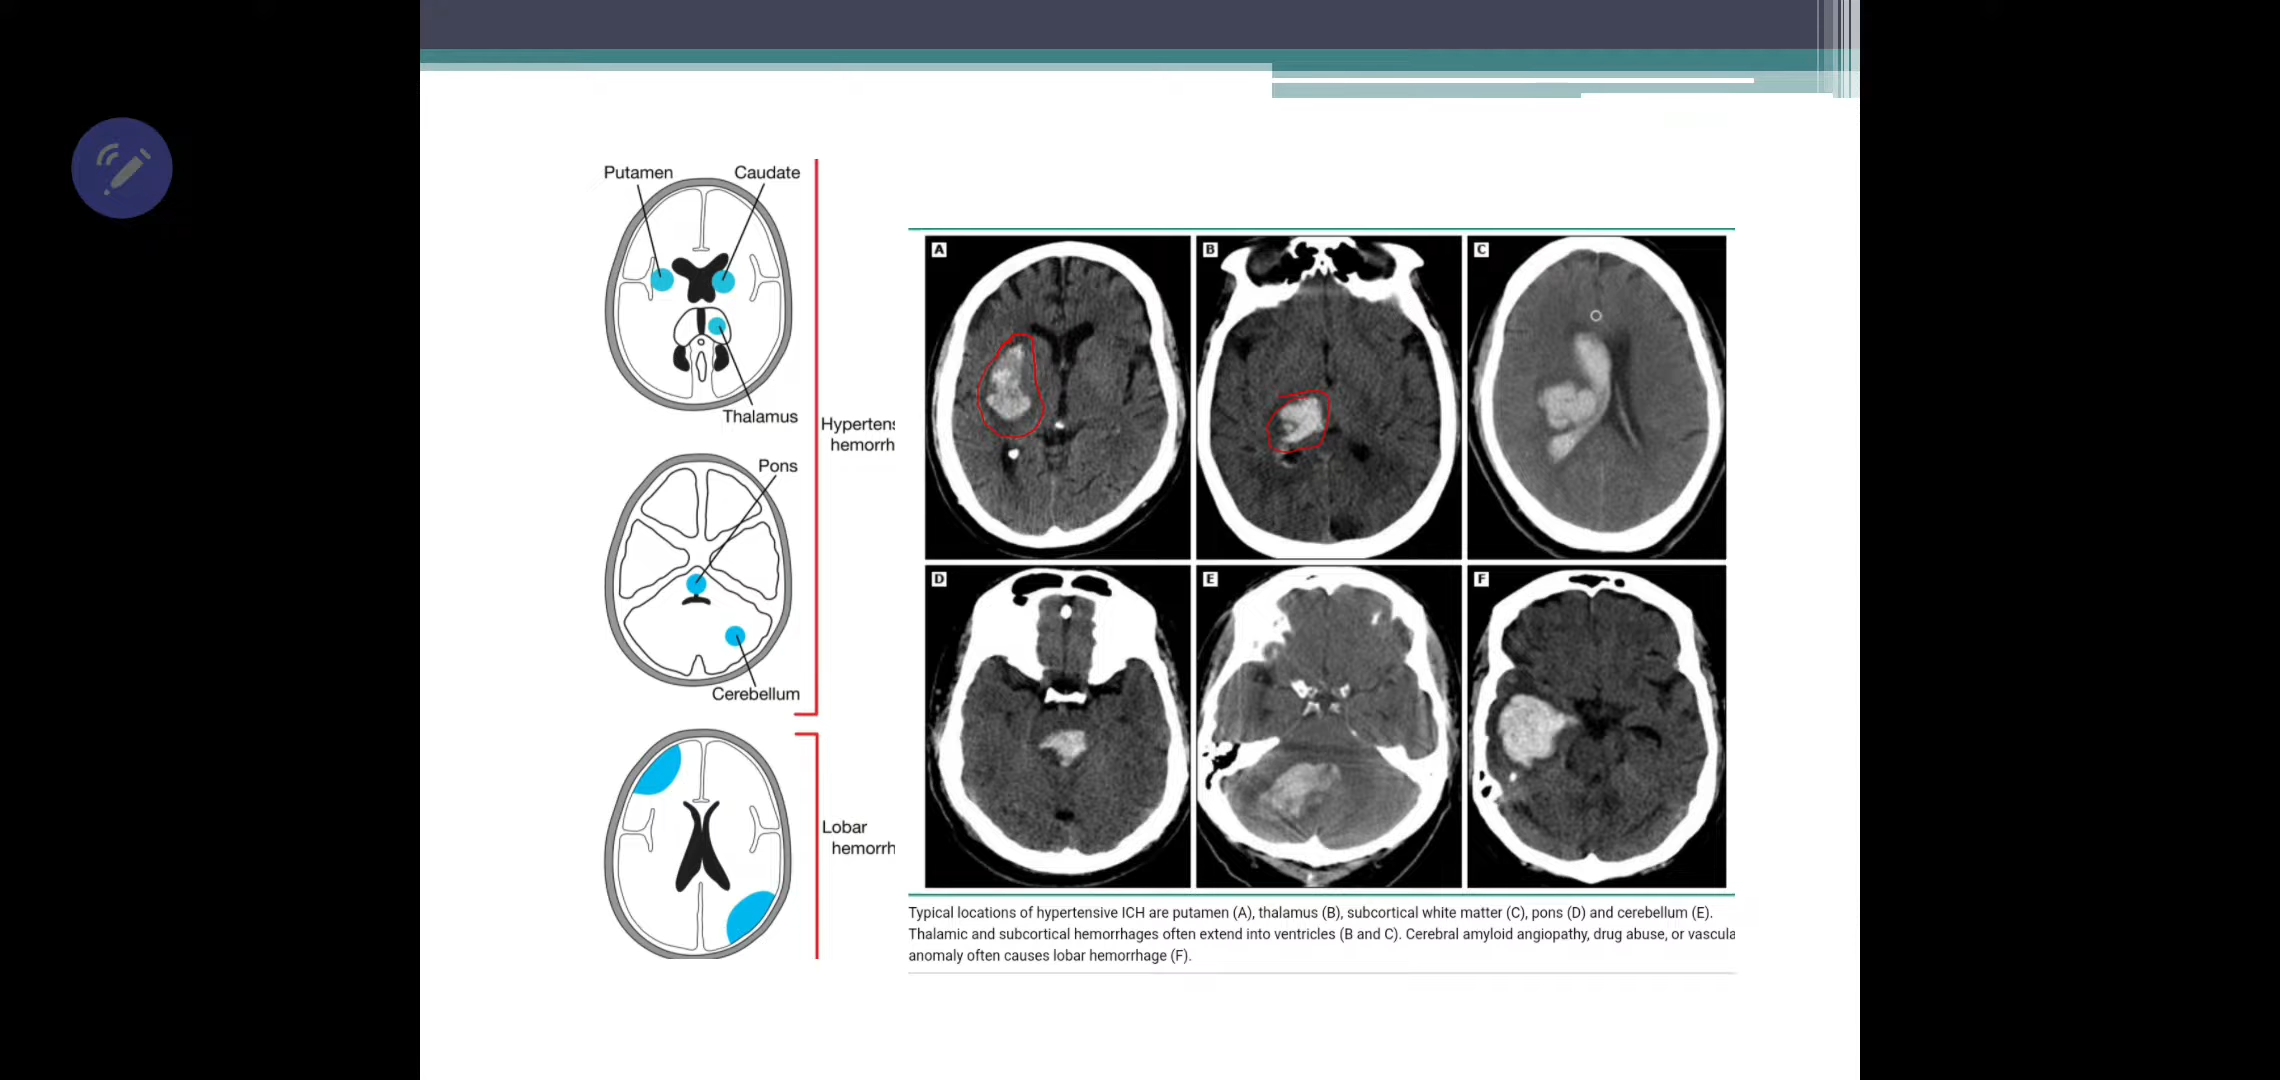 Putamen
Caudate
Thalamus
Hypertens
hemorrh
Pons
Cerebellum
Lobar
hemorrh
A
B
C
D
E
F
Typical locations of hypertensive ICH are putamen (A), thalamus (B), subcortical white matter (C), pons (D) and cerebellum (E).
Thalamic and subcortical hemorrhages often extend into ventricles (B and C). Cerebral amyloid angiopathy, drug abuse, or vascula
anomaly often causes lobar hemorrhage (F).